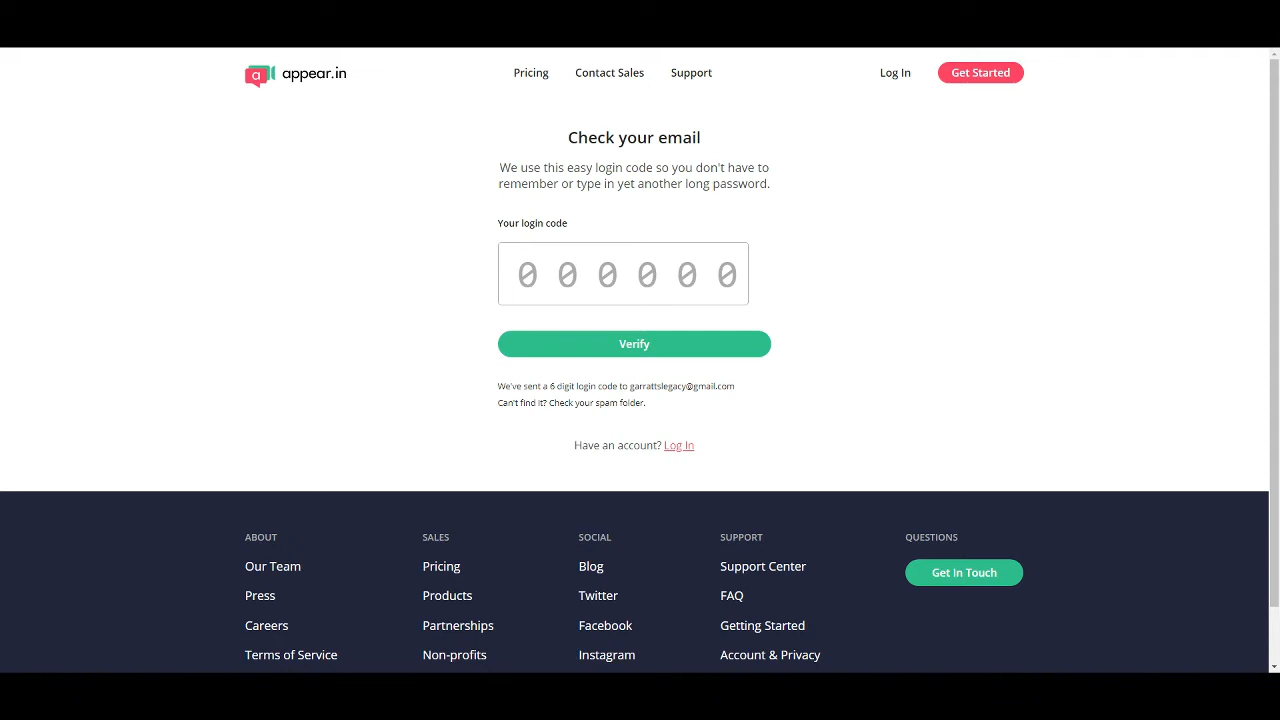 a appear.in
Pricing Contact Sales Support Log In Get Started
Check your email
We use this easy login code so you don't have to
remember or type in yet another long password.
Your login code
0 0 0 0 0 0
Verify
We've sent a 6 digit login code to garrattslegacy@gmail.com
Can't find it? Check your spam folder.
Have an account? Log In
ABOUT SALES SOCIAL SUPPORT QUESTIONS
Our Team Pricing Blog Support Center Get In Touch
Press Products Twitter FAQ
Careers Partnerships Facebook Getting Started
Terms of Service Non-profits Instagram Account & Privacy